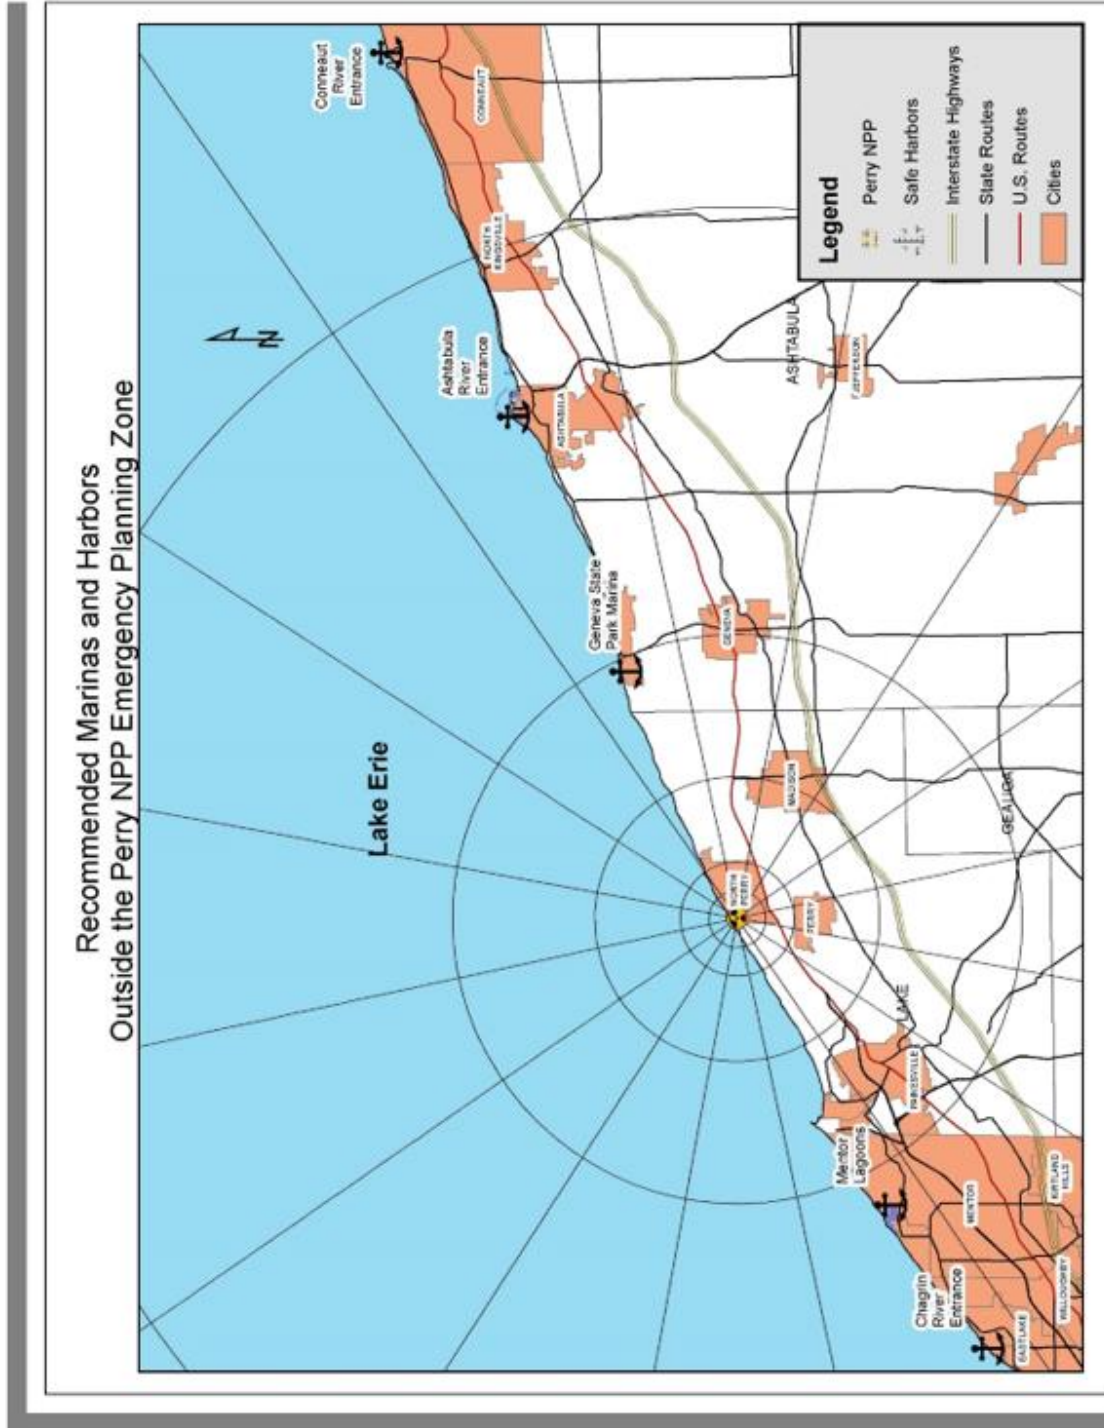 Recommended Marinas and Harbors
Outside the Perry NPP Emergency Planning Zone
Conneaut
River
Entrance
CONNEAUT
NORTH
KINGSVILLE
Ashtabula
River
Entrance
ASHTABULA
N
Lake Erie
Geneva State
Park Marina
GENEVA
ASHTABULA
JEFFERSON
MADISON
GEAUGA
NORTH
PERRY
PERRY
LAKE
PAINESVILLE
Mentor
Lagoons
MENTOR
KIRTLAND
HILLS
Chagrin
River
Entrance
WILLOUGHBY
EASTLAKE
Legend
Perry NPP
Safe Harbors
Interstate Highways
State Routes
U.S. Routes
Cities